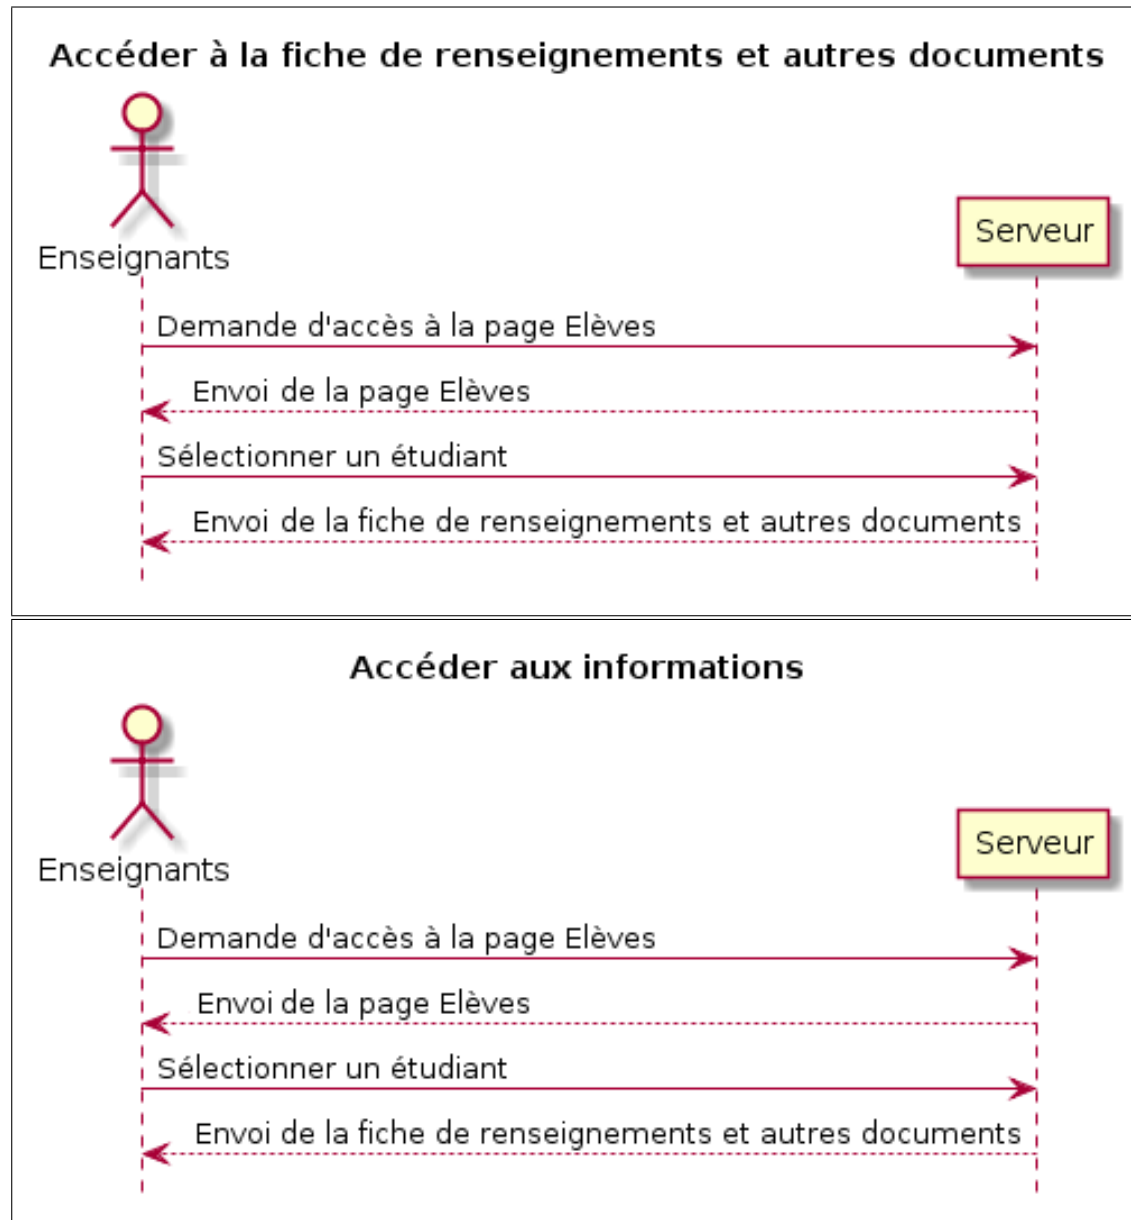 Accéder à la fiche de renseignements et autres documents
Enseignants
Serveur
Demande d'accès à la page Elèves
Envoi de la page Elèves
Sélectionner un étudiant
Envoi de la fiche de renseignements et autres documents
Accéder aux informations
Enseignants
Serveur
Demande d'accès à la page Elèves
Envoi de la page Elèves
Sélectionner un étudiant
Envoi de la fiche de renseignements et autres documents